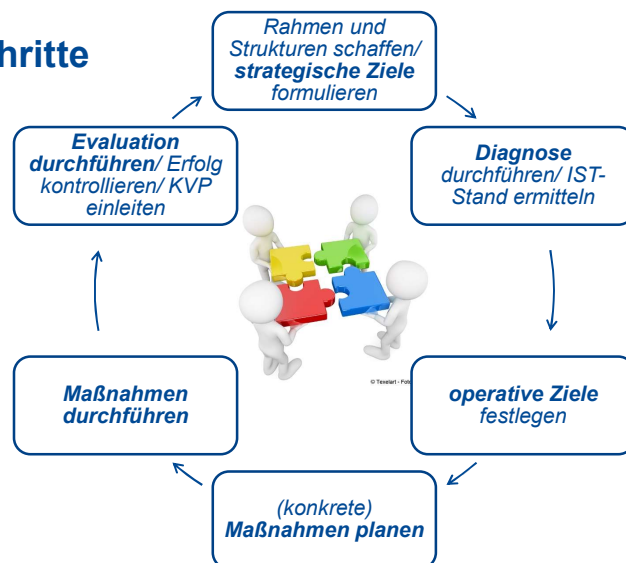 hritte
Rahmen und
Strukturen schaffen/
strategische Ziele
formulieren
Evaluation
durchführen/ Erfolg
kontrollieren/ KVP
einleiten
Diagnose
durchführen/ IST-
Stand ermitteln
© Texelart - Fot
Maßnahmen
durchführen
operative Ziele
festlegen
(konkrete)
Maßnahmen planen